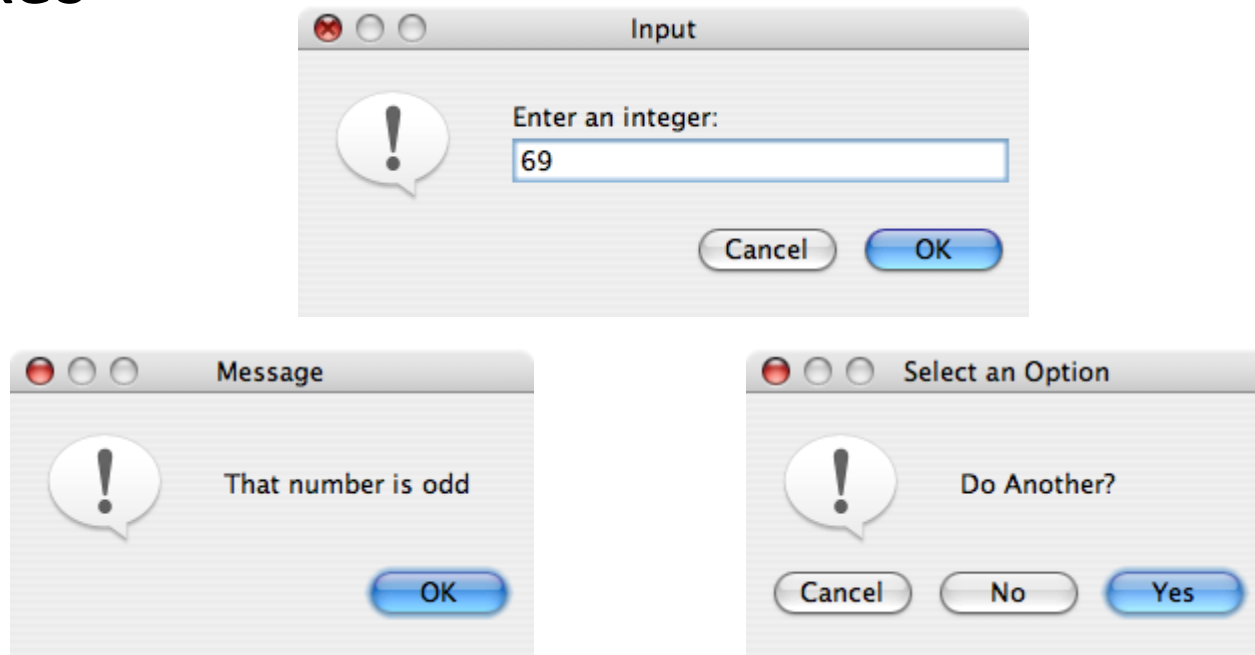 Input
Enter an integer:
69
Cancel OK
Message
That number is odd
OK
Select an Option
Do Another?
Cancel No Yes